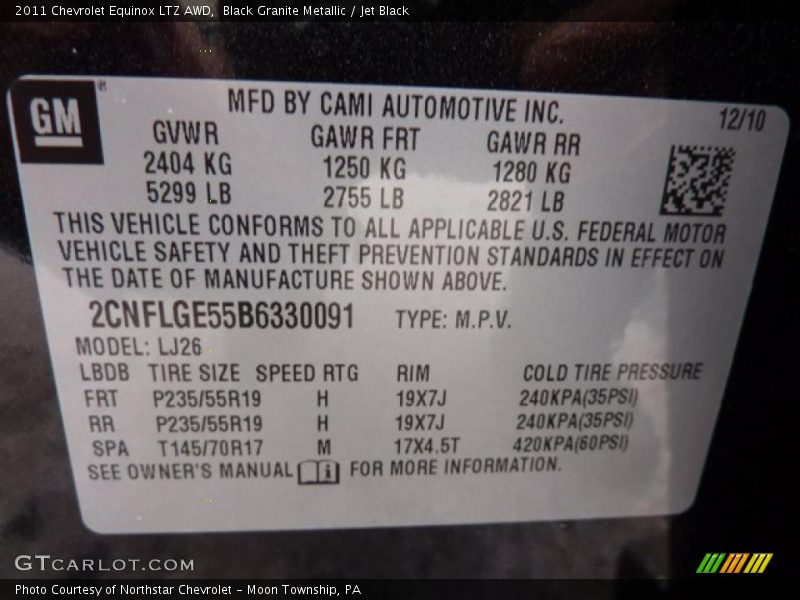 2011 Chevrolet Equinox LTZ AWD, Black Granite Metallic / Jet Black
GM
MFD BY CAMI AUTOMOTIVE INC. 12/10
GVWR GAWR FRT GAWR RR
2404 KG 1250 KG 1280 KG
5299 LB 2755 LB 2821 LB
THIS VEHICLE CONFORMS TO ALL APPLICABLE U.S. FEDERAL MOTOR
VEHICLE SAFETY AND THEFT PREVENTION STANDARDS IN EFFECT ON
THE DATE OF MANUFACTURE SHOWN ABOVE.
2CNFLGE55B6330091 TYPE: M.P.V.
MODEL: LJ26
LBDB TIRE SIZE SPEED RTG RIM COLD TIRE PRESSURE
FRT P235/55R19 H 19X7J 240KPA(35PSI)
RR P235/55R19 H 19X7J 240KPA(35PSI)
SPA T145/70R17 M 17X4.5T 420KPA(60PSI)
SEE OWNER'S MANUAL i FOR MORE INFORMATION.
GTCARLOT.COM
Photo Courtesy of Northstar Chevrolet - Moon Township, PA